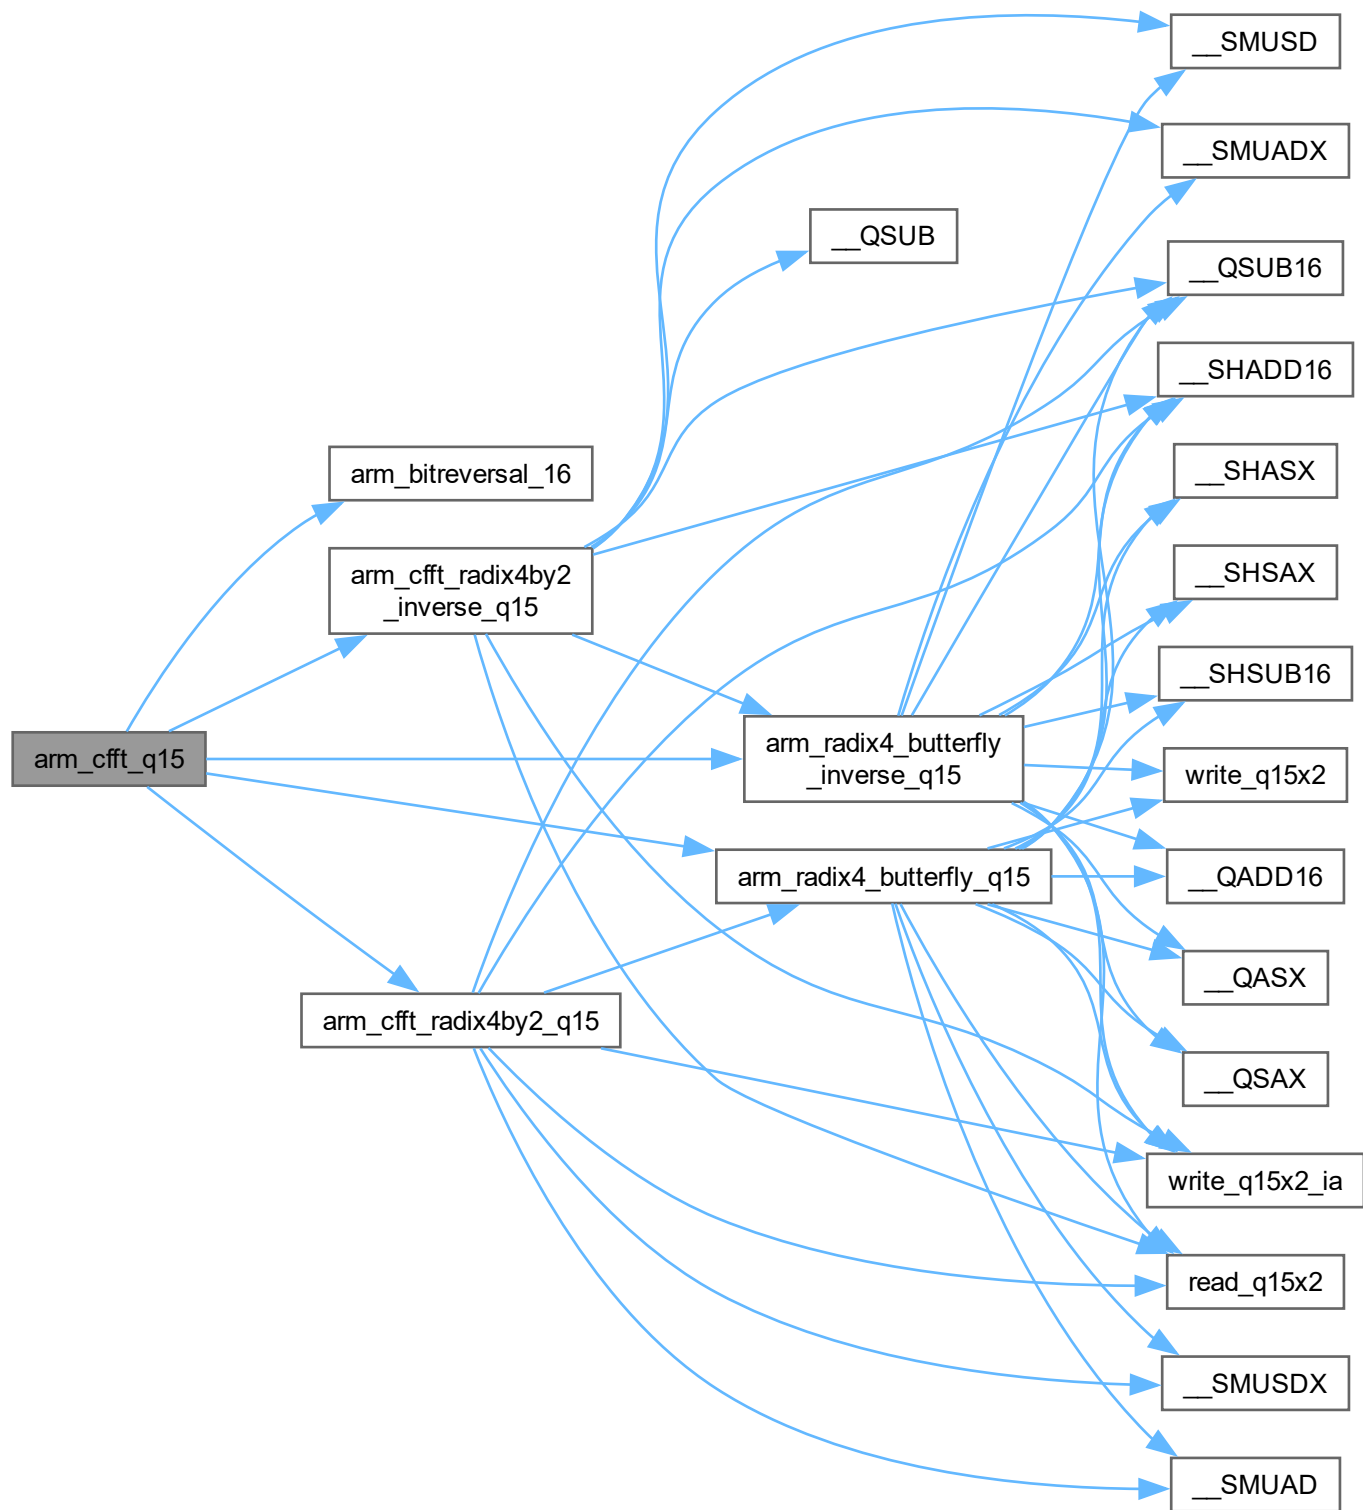 __SMUSD
__SMUADX
__QSUB
__QSUB16
__SHADD16
arm_bitreversal_16
__SHASX
arm_cfft_radix4by2
_inverse_q15
__SHSAX
__SHSUB16
arm_cfft_q15
arm_radix4_butterfly
_inverse_q15
write_q15x2
arm_radix4_butterfly_q15
__QADD16
__QASX
arm_cfft_radix4by2_q15
__QSAX
write_q15x2_ia
read_q15x2
__SMUSDX
__SMUAD